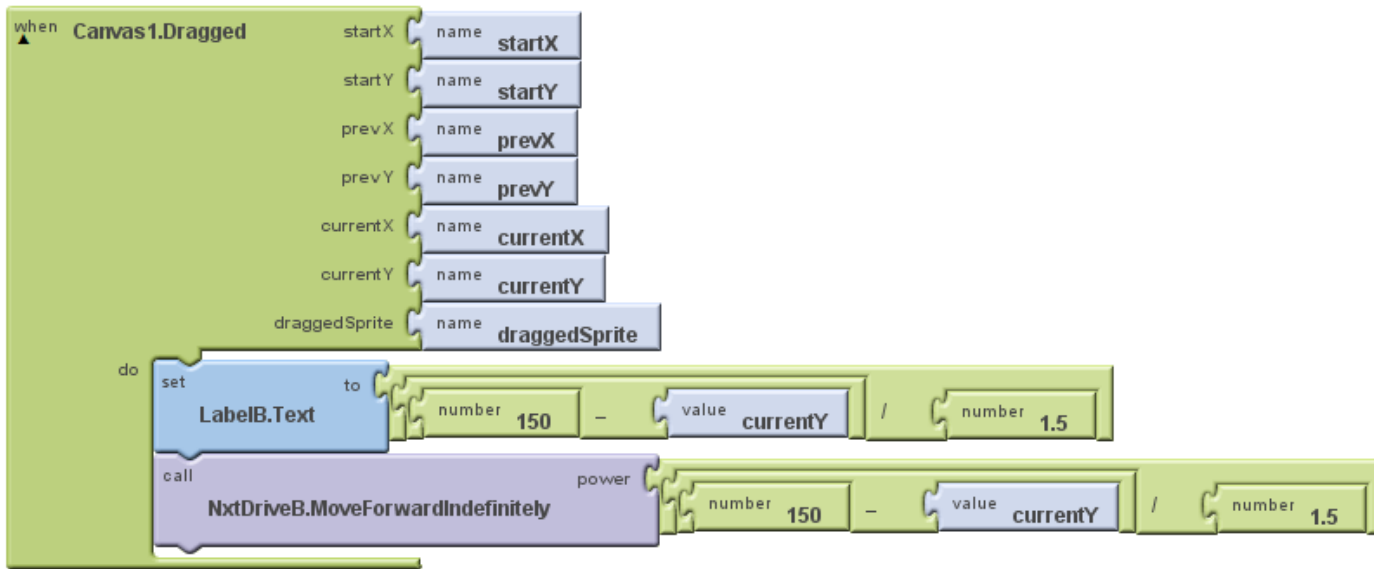 when Canvas1.Dragged startX name startX
startY name startY
prevX name prevX
prevY name prevY
currentX name currentX
currentY name currentY
draggedSprite name draggedSprite
do
set LabelB.Text to number 150 - value currentY / number 1.5
call NxtDriveB.MoveForwardIndefinitely power number 150 - value currentY / number 1.5